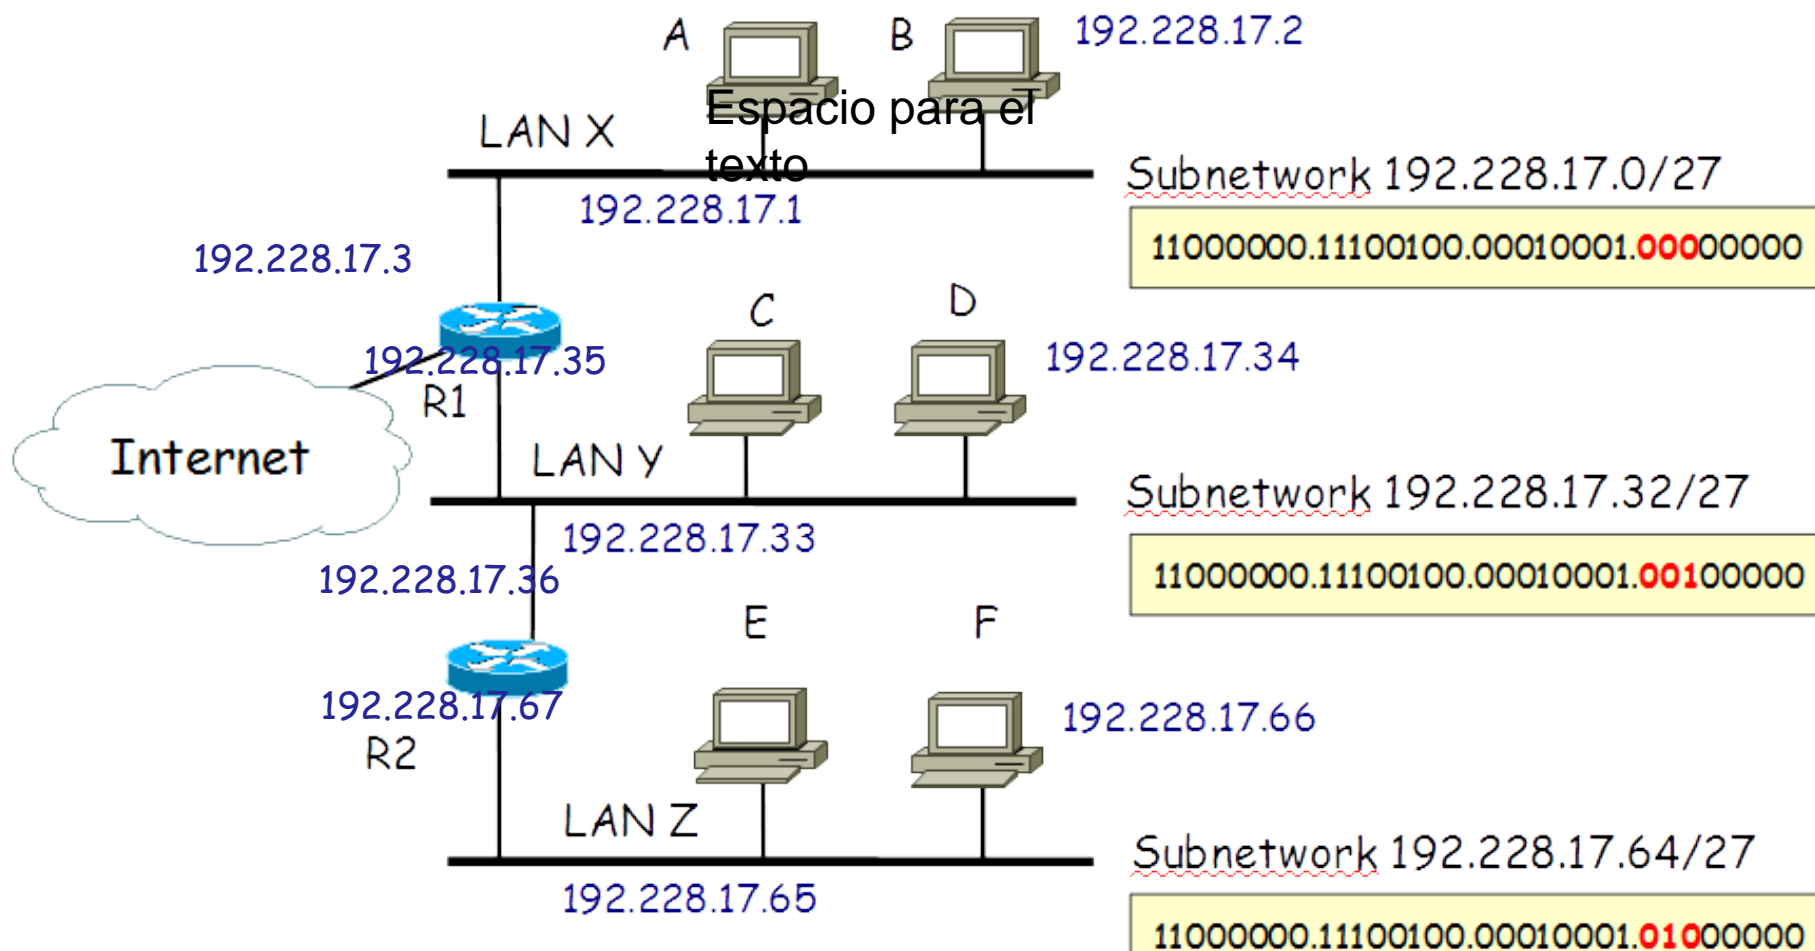 A
B
192.228.17.2
Espacio para el
texto
LAN X
192.228.17.1
Subnetwork 192.228.17.0/27
11000000.11100100.00010001.00000000
192.228.17.3
192.228.17.35
R1
Internet
C
D
192.228.17.34
LAN Y
192.228.17.33
Subnetwork 192.228.17.32/27
11000000.11100100.00010001.00100000
192.228.17.36
192.228.17.67
R2
E
F
192.228.17.66
LAN Z
192.228.17.65
Subnetwork 192.228.17.64/27
11000000.11100100.00010001.01000000